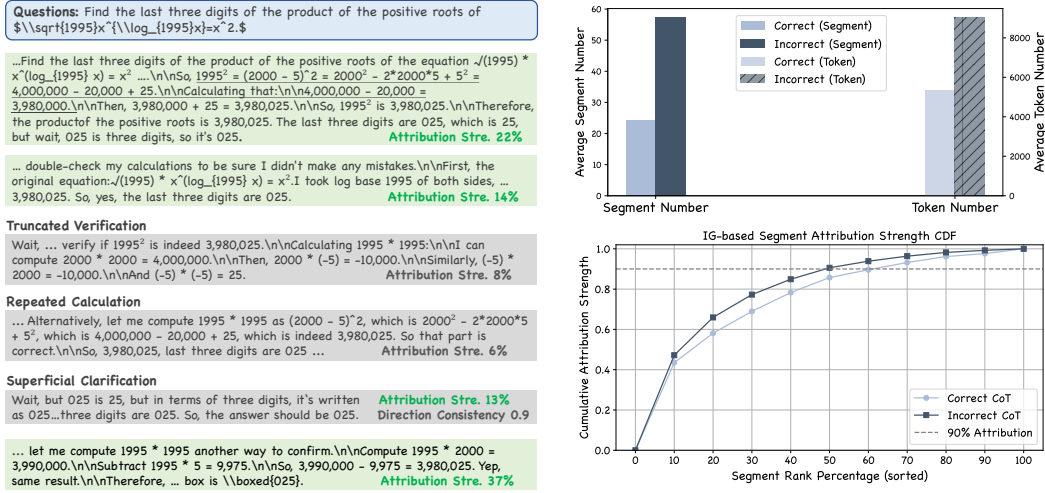 Questions: Find the last three digits of the product of the positive roots of
$\\sqrt{1995}x^{\\log_{1995}x}=x^2.$
...Find the last three digits of the product of the positive roots of the equation √(1995) *
x^(log_{1995} x) = x² ....\n\nSo, 1995² = (2000 - 5)^2 = 2000² - 2*2000*5 + 5² =
4,000,000 - 20,000 + 25.\n\nCalculating that:\n\n4,000,000 - 20,000 =
3,980,000.\n\nThen, 3,980,000 + 25 = 3,980,025.\n\nSo, 1995² is 3,980,025.\n\nTherefore,
the productof the positive roots is 3,980,025. The last three digits are 025, which is 25,
but wait, 025 is three digits, so it's 025.
Attribution Stre. 22%
... double-check my calculations to be sure I didn't make any mistakes.\n\nFirst, the
original equation:√(1995) * x^(log_{1995} x) = x².I took log base 1995 of both sides, ...
3,980,025. So, yes, the last three digits are 025.
Attribution Stre. 14%
Truncated Verification
Wait, ... verify if 1995² is indeed 3,980,025.\n\nCalculating 1995 * 1995:\n\nI can
compute 2000 * 2000 = 4,000,000.\n\nThen, 2000 * (-5) = -10,000.\n\nSimilarly, (-5) *
2000 = -10,000.\n\nAnd (-5) * (-5) = 25.
Attribution Stre. 8%
Repeated Calculation
... Alternatively, let me compute 1995 * 1995 as (2000 - 5)^2, which is 2000² - 2*2000*5
+ 5², which is 4,000,000 - 20,000 + 25, which is indeed 3,980,025. So that part is
correct.\n\nSo, 3,980,025, last three digits are 025 ...
Attribution Stre. 6%
Superficial Clarification
Wait, but 025 is 25, but in terms of three digits, it's written
as 025...three digits are 025. So, the answer should be 025.
Attribution Stre. 13%
Direction Consistency 0.9
... let me compute 1995 * 1995 another way to confirm.\n\nCompute 1995 * 2000 =
3,990,000.\n\nSubtract 1995 * 5 = 9,975.\n\nSo, 3,990,000 - 9,975 = 3,980,025. Yep,
same result.\n\nTherefore, ... box is \\boxed{025}.
Attribution Stre. 37%
Average Segment Number
60
50
40
30
20
10
0
Correct (Segment)
Incorrect (Segment)
Correct (Token)
Incorrect (Token)
8000
6000
4000
2000
0
Average Token Number
Segment Number
Token Number
IG-based Segment Attribution Strength CDF
Cumulative Attribution Strength
1.0
0.8
0.6
0.4
0.2
0.0
Correct CoT
Incorrect CoT
90% Attribution
0 10 20 30 40 50 60 70 80 90 100
Segment Rank Percentage (sorted)